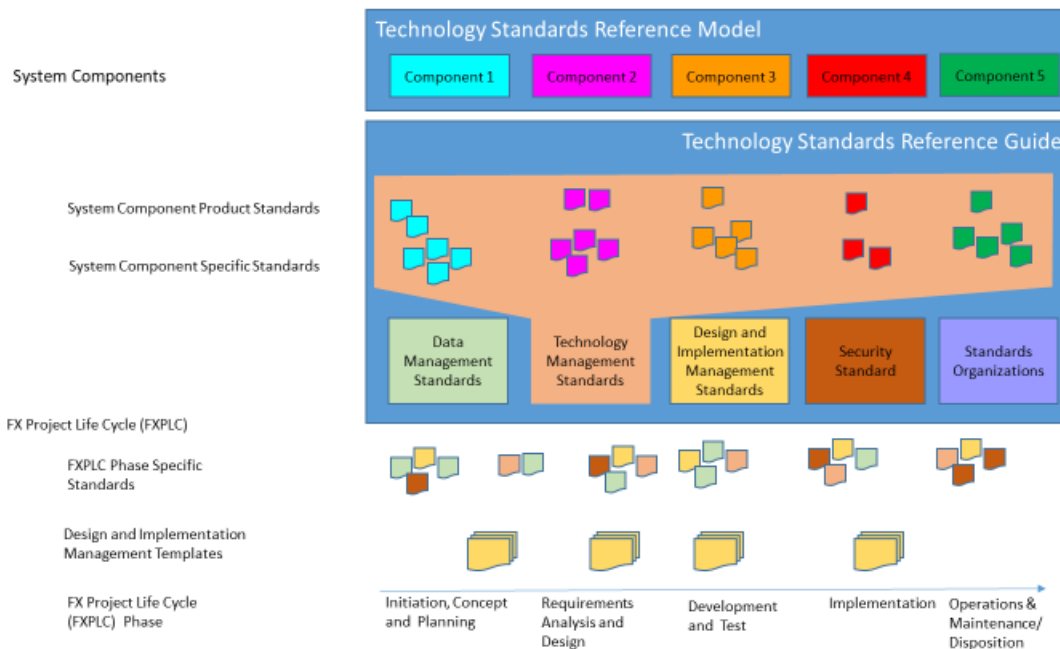 Technology Standards Reference Model
System Components
Component 1
Component 2
Component 3
Component 4
Component 5
Technology Standards Reference Guide
System Component Product Standards
System Component Specific Standards
Data
Management
Standards
Technology
Management
Standards
Design and
Implementation
Management
Standards
Security
Standard
Standards
Organizations
FX Project Life Cycle (FXPLC)
FXPLC Phase Specific
Standards
Design and Implementation
Management Templates
FX Project Life Cycle
(FXPLC) Phase
Initiation, Concept
and Planning
Requirements
Analysis and
Design
Development
and Test
Implementation
Operations &
Maintenance/
Disposition